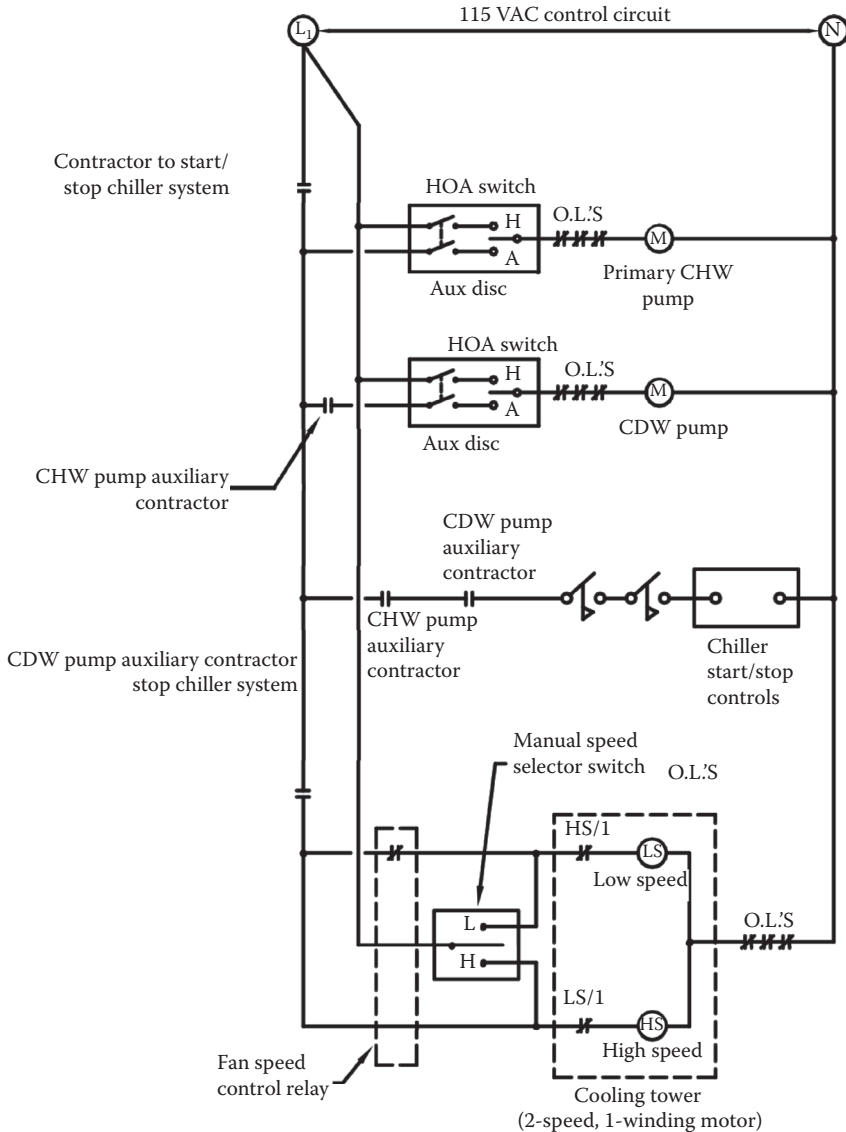 115 VAC control circuit
L1
N
Contractor to start/
stop chiller system
HOA switch
H
A
O.L.'S
M
Aux disc
Primary CHW
pump
HOA switch
H
A
O.L.'S
M
Aux disc
CDW pump
CHW pump auxiliary
contractor
CDW pump
auxiliary
contractor
CHW pump
auxiliary
contractor
Chiller
start/stop
controls
CDW pump auxiliary contractor
stop chiller system
Manual speed
selector switch
O.L.'S
HS/1
LS
Low speed
L
H
O.L.'S
LS/1
HS
High speed
Fan speed
control relay
Cooling tower
(2-speed, 1-winding motor)